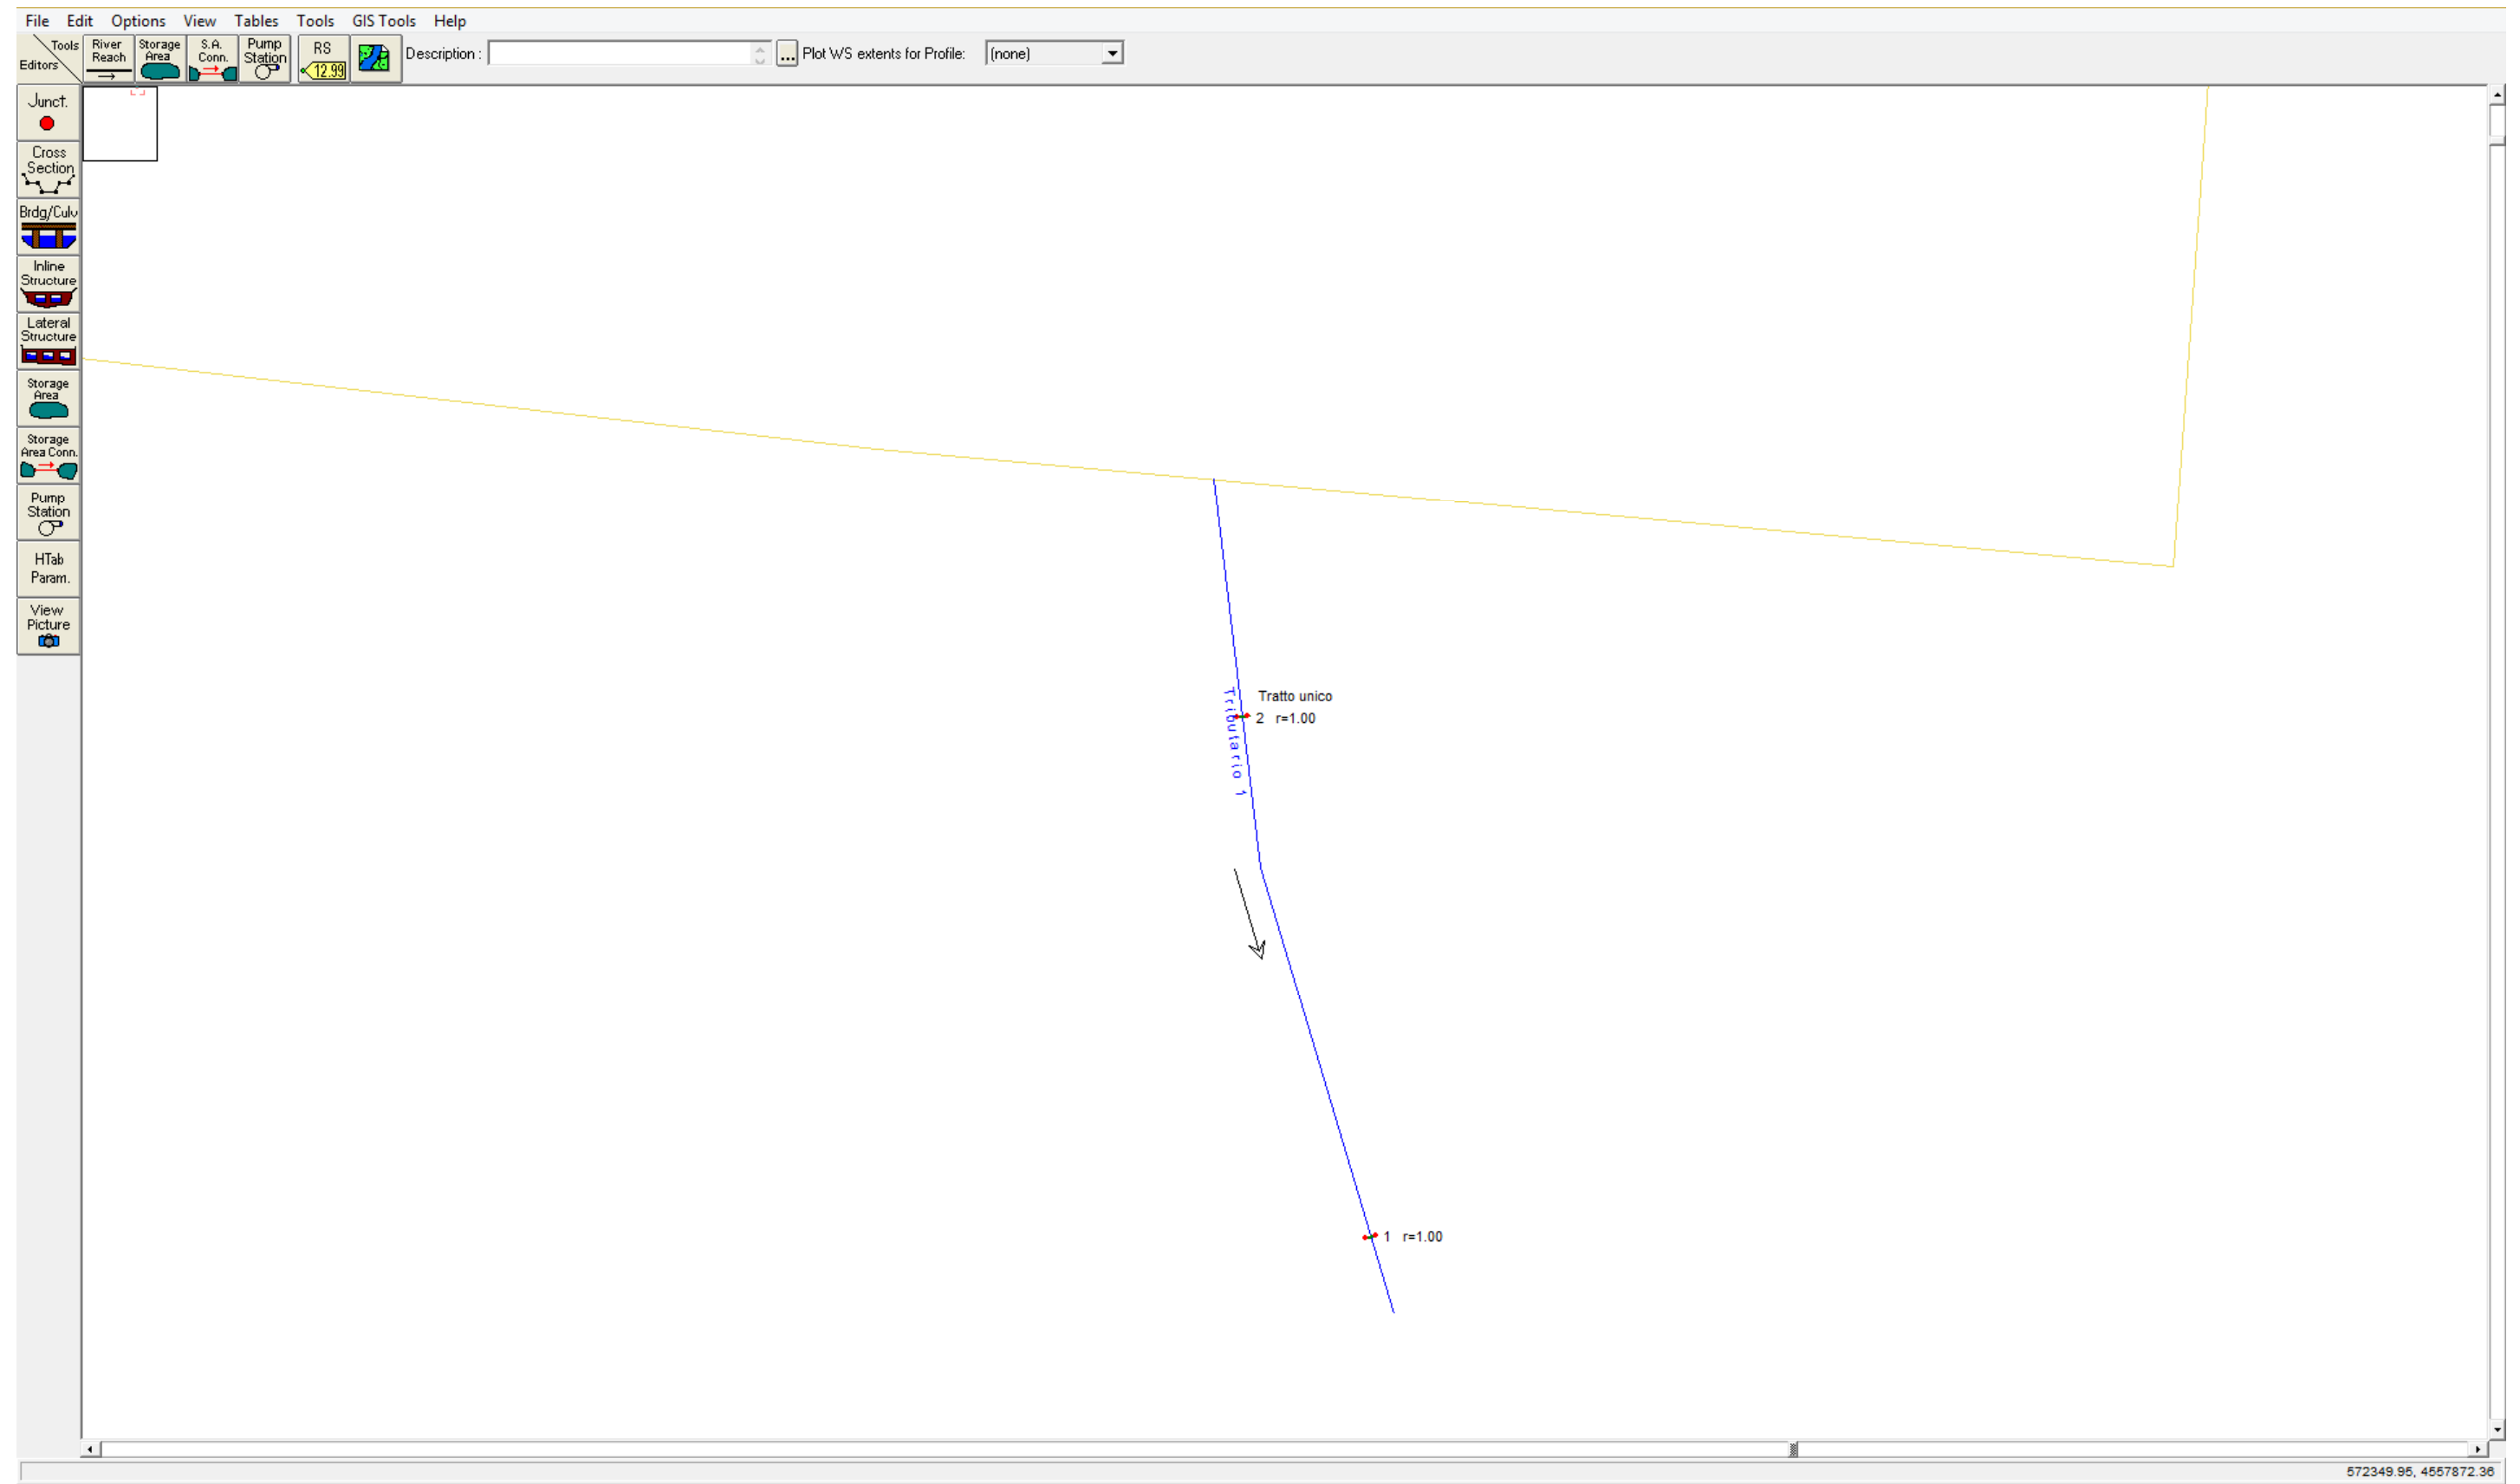 File Edit Options View Tables Tools GIS Tools Help
Tools
Editors
River
Reach
Storage
Area
S.A.
Conn.
Pump
Station
RS
12.99
Description :
...
Plot WS extents for Profile:
(none)
Junct.
Cross
Section
Brdg/Culv
Inline
Structure
Lateral
Structure
Storage
Area
Storage
Area Conn.
Pump
Station
HTab
Param.
View
Picture
Tratto unico
2 r=1.00
Tributario 1
1 r=1.00
572349.95, 4557872.36